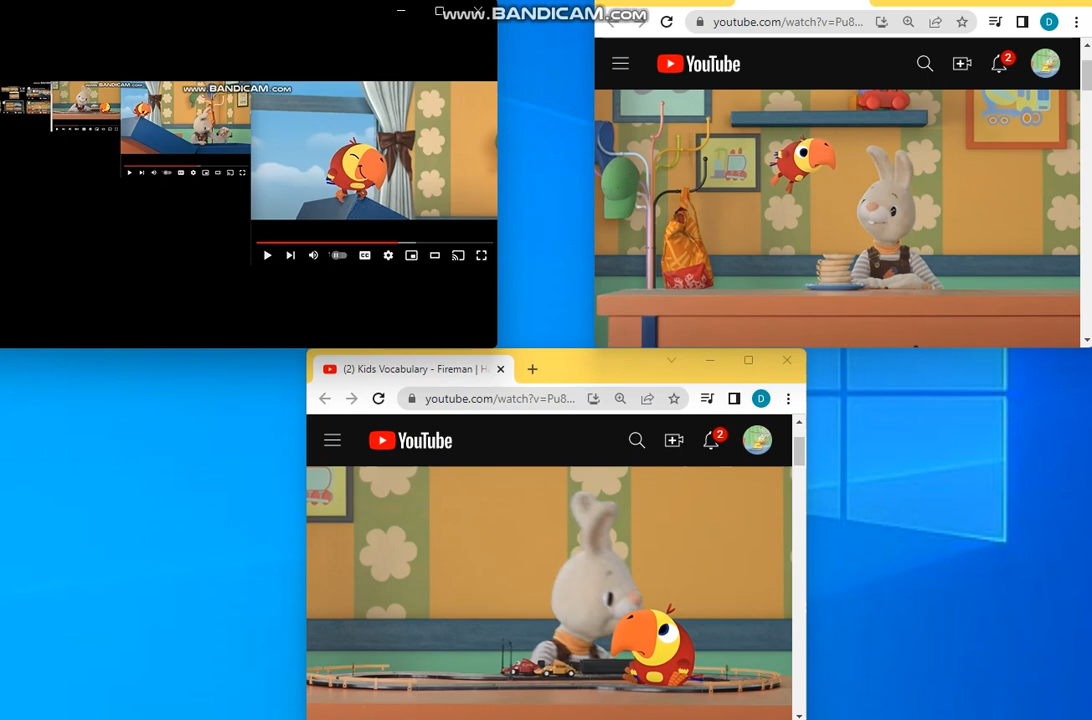 www.BANDICAM.com
www.BANDICAM.com
youtube.com/watch?v=Pu8...
2
YouTube
(2) Kids Vocabulary - Fireman | H
youtube.com/watch?v=Pu8...
D
D
2
YouTube